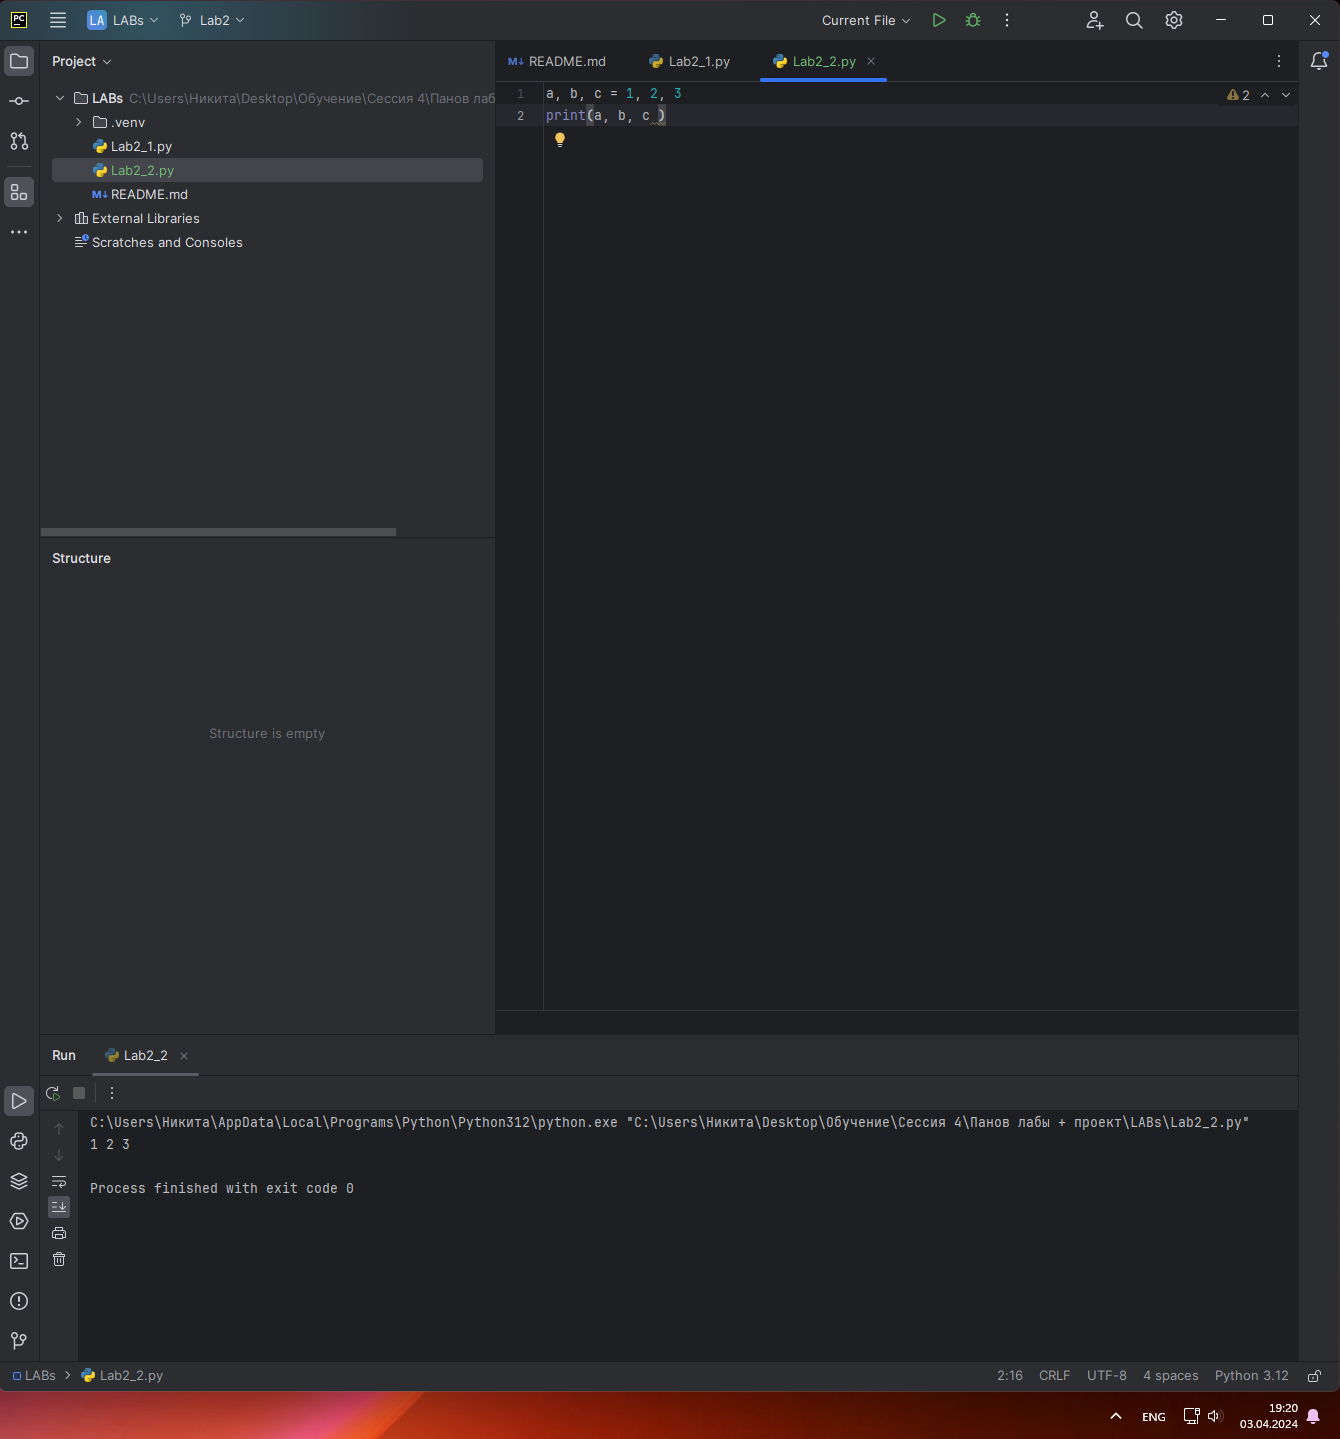 PC LA LABs Lab2 Current File
Project
README.md Lab2_1.py Lab2_2.py
LABs C:\Users\Никита\Desktop\Обучение\Сессия 4\Панов лаб
.venv
Lab2_1.py
Lab2_2.py
README.md
External Libraries
Scratches and Consoles
1 a, b, c = 1, 2, 3
2 print(a, b, c )
2
Structure
Structure is empty
Run Lab2_2
C:\Users\Никита\AppData\Local\Programs\Python\Python312\python.exe "C:\Users\Никита\Desktop\Обучение\Сессия 4\Панов лабы + проект\LABs\Lab2_2.py"
1 2 3
Process finished with exit code 0
LABs Lab2_2.py 2:16 CRLF UTF-8 4 spaces Python 3.12
ENG
19:20
03.04.2024